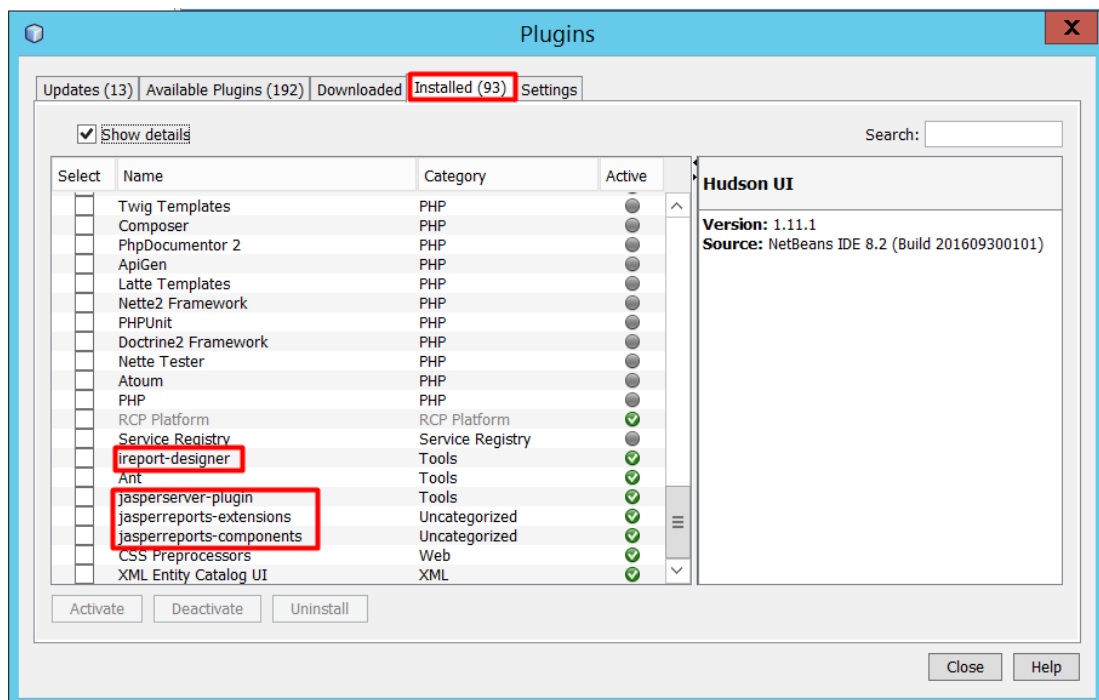 Plugins
X
Updates (13) Available Plugins (192) Downloaded Installed (93) Settings
Show details Search:
Select Name Category Active
Hudson UI
Version: 1.11.1
Source: NetBeans IDE 8.2 (Build 201609300101)
Twig Templates PHP
Composer PHP
PhpDocumentor 2 PHP
ApiGen PHP
Latte Templates PHP
Nette2 Framework PHP
PHPUnit PHP
Doctrine2 Framework PHP
Nette Tester PHP
Atoum PHP
PHP PHP
RCP Platform RCP Platform
Service Registry Service Registry
ireport-designer Tools
Ant Tools
jasperserver-plugin Tools
jasperreports-extensions Uncategorized
jasperreports-components Uncategorized
CSS Preprocessors Web
XML Entity Catalog UI XML
Activate Deactivate Uninstall
Close Help